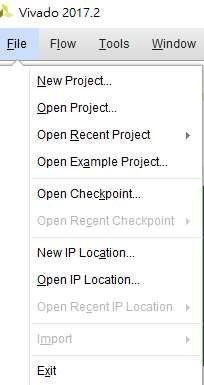 Vivado 2017.2
File Flow Tools Window
New Project...
Open Project...
Open Recent Project
Open Example Project...
Open Checkpoint...
Open Recent Checkpoint
New IP Location...
Open IP Location...
Open Recent IP Location
Import
Exit